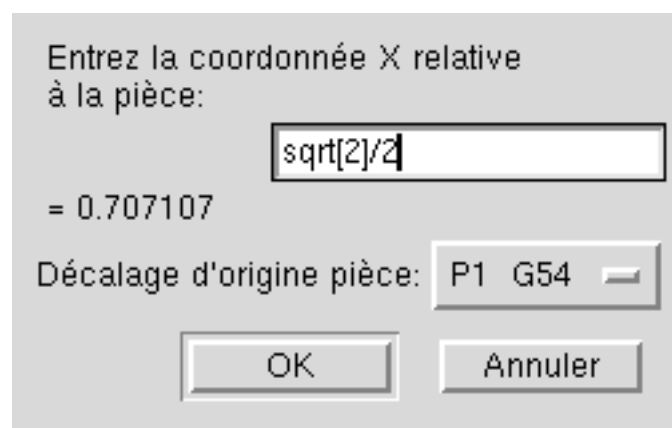 Entrez la coordonnée X relative
à la pièce:
sqrt[2]/2
= 0.707107
Décalage d'origine pièce: P1 G54
OK Annuler